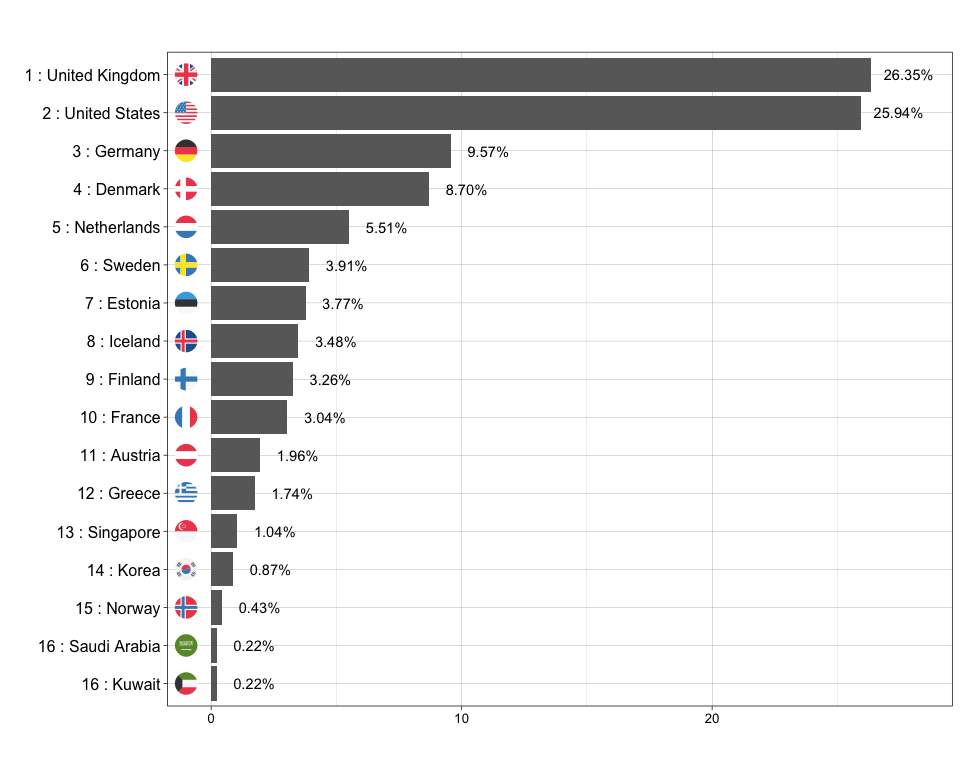 1 : United Kingdom 26.35%
2 : United States 25.94%
3 : Germany 9.57%
4 : Denmark 8.70%
5 : Netherlands 5.51%
6 : Sweden 3.91%
7 : Estonia 3.77%
8 : Iceland 3.48%
9 : Finland 3.26%
10 : France 3.04%
11 : Austria 1.96%
12 : Greece 1.74%
13 : Singapore 1.04%
14 : Korea 0.87%
15 : Norway 0.43%
16 : Saudi Arabia 0.22%
16 : Kuwait 0.22%
0 10 20